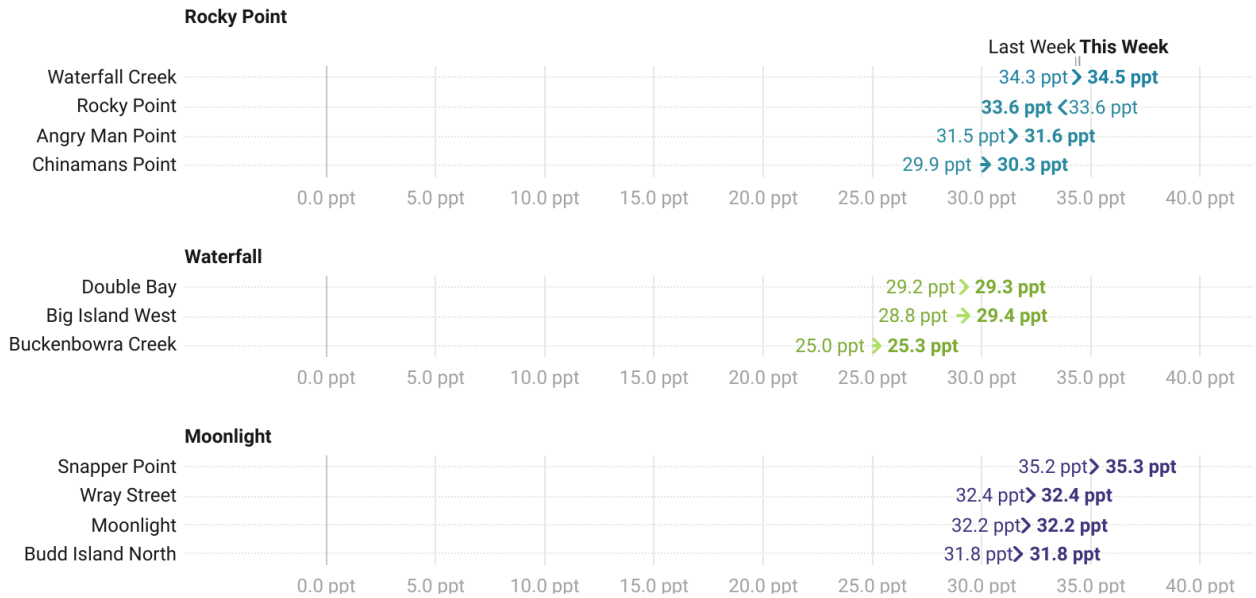 Rocky Point
Last Week This Week
Waterfall Creek 34.3 ppt 34.5 ppt
Rocky Point 33.6 ppt 33.6 ppt
Angry Man Point 31.5 ppt 31.6 ppt
Chinamans Point 29.9 ppt 30.3 ppt
0.0 ppt 5.0 ppt 10.0 ppt 15.0 ppt 20.0 ppt 25.0 ppt 30.0 ppt 35.0 ppt 40.0 ppt
Waterfall
Double Bay 29.2 ppt 29.3 ppt
Big Island West 28.8 ppt 29.4 ppt
Buckenbowra Creek 25.0 ppt 25.3 ppt
0.0 ppt 5.0 ppt 10.0 ppt 15.0 ppt 20.0 ppt 25.0 ppt 30.0 ppt 35.0 ppt 40.0 ppt
Moonlight
Snapper Point 35.2 ppt 35.3 ppt
Wray Street 32.4 ppt 32.4 ppt
Moonlight 32.2 ppt 32.2 ppt
Budd Island North 31.8 ppt 31.8 ppt
0.0 ppt 5.0 ppt 10.0 ppt 15.0 ppt 20.0 ppt 25.0 ppt 30.0 ppt 35.0 ppt 40.0 ppt